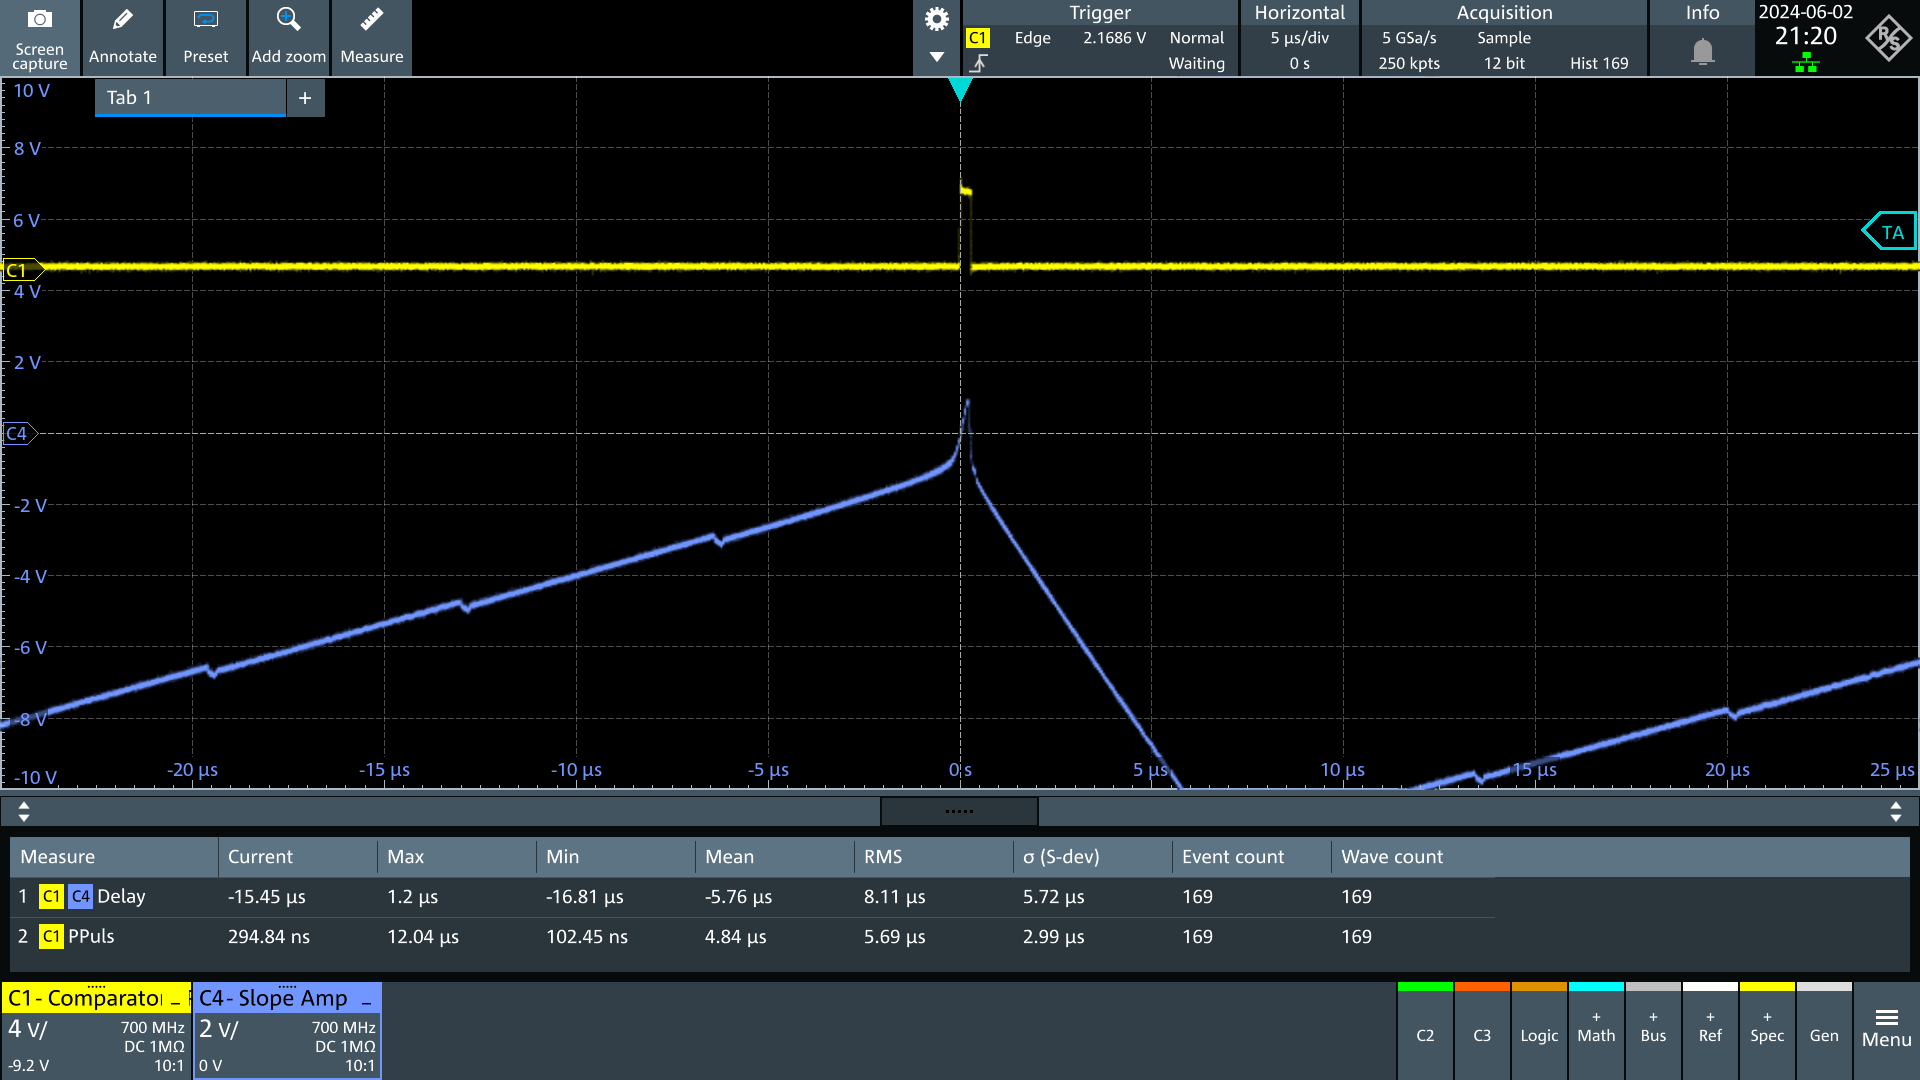 Screen capture
Annotate
Preset
Add zoom
Measure
Trigger
C1 Edge 2.1686 V Normal
Waiting
Horizontal
5 µs/div
0 s
Acquisition
5 GSa/s Sample
250 kpts 12 bit Hist 169
Info
2024-06-02
21:20
R S
Tab 1 +
10 V
8 V
6 V
TA
C1
4 V
2 V
C4
-2 V
-4 V
-6 V
-8 V
-10 V -20 µs -15 µs -10 µs -5 µs 0 s 5 µs 10 µs 15 µs 20 µs 25 µs
Measure Current Max Min Mean RMS σ (S-dev) Event count Wave count
1 C1 C4 Delay -15.45 µs 1.2 µs -16.81 µs -5.76 µs 8.11 µs 5.72 µs 169 169
2 C1 PPuls 294.84 ns 12.04 µs 102.45 ns 4.84 µs 5.69 µs 2.99 µs 169 169
C1 - Comparator
4 V/ 700 MHz
DC 1MΩ
-9.2 V 10:1
C4 - Slope Amp
2 V/ 700 MHz
DC 1MΩ
0 V 10:1
C2
C3
Logic
+ Math
+ Bus
+ Ref
+ Spec
Gen
Menu